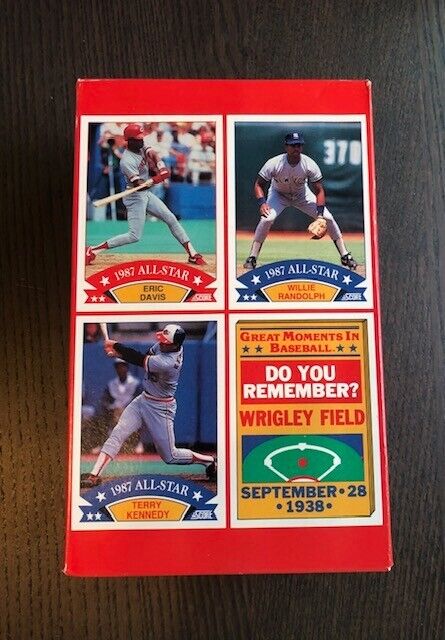 370
1987 ALL-STAR
ERIC
DAVIS
SCORE
1987 ALL-STAR
WILLIE
RANDOLPH
SCORE
1987 ALL-STAR
TERRY
KENNEDY
SCORE
GREAT MOMENTS IN
BASEBALL
DO YOU
REMEMBER?
WRIGLEY FIELD
SEPTEMBER • 28
• 1938 •